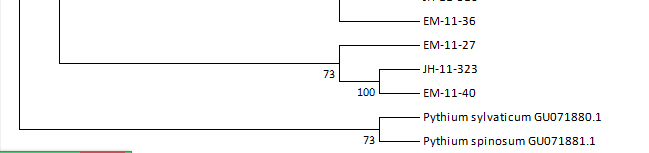 EM-11-36
EM-11-27
73
JH-11-323
100
EM-11-40
Pythium sylvaticum GU071880.1
73
Pythium spinosum GU071881.1